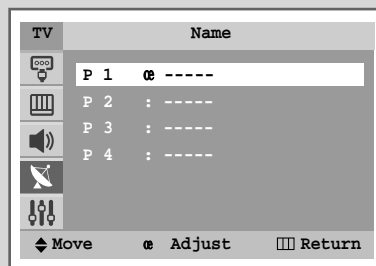 TV Name
P 1 œ -----
P 2 : -----
P 3 : -----
P 4 : -----
Move œ Adjust Return